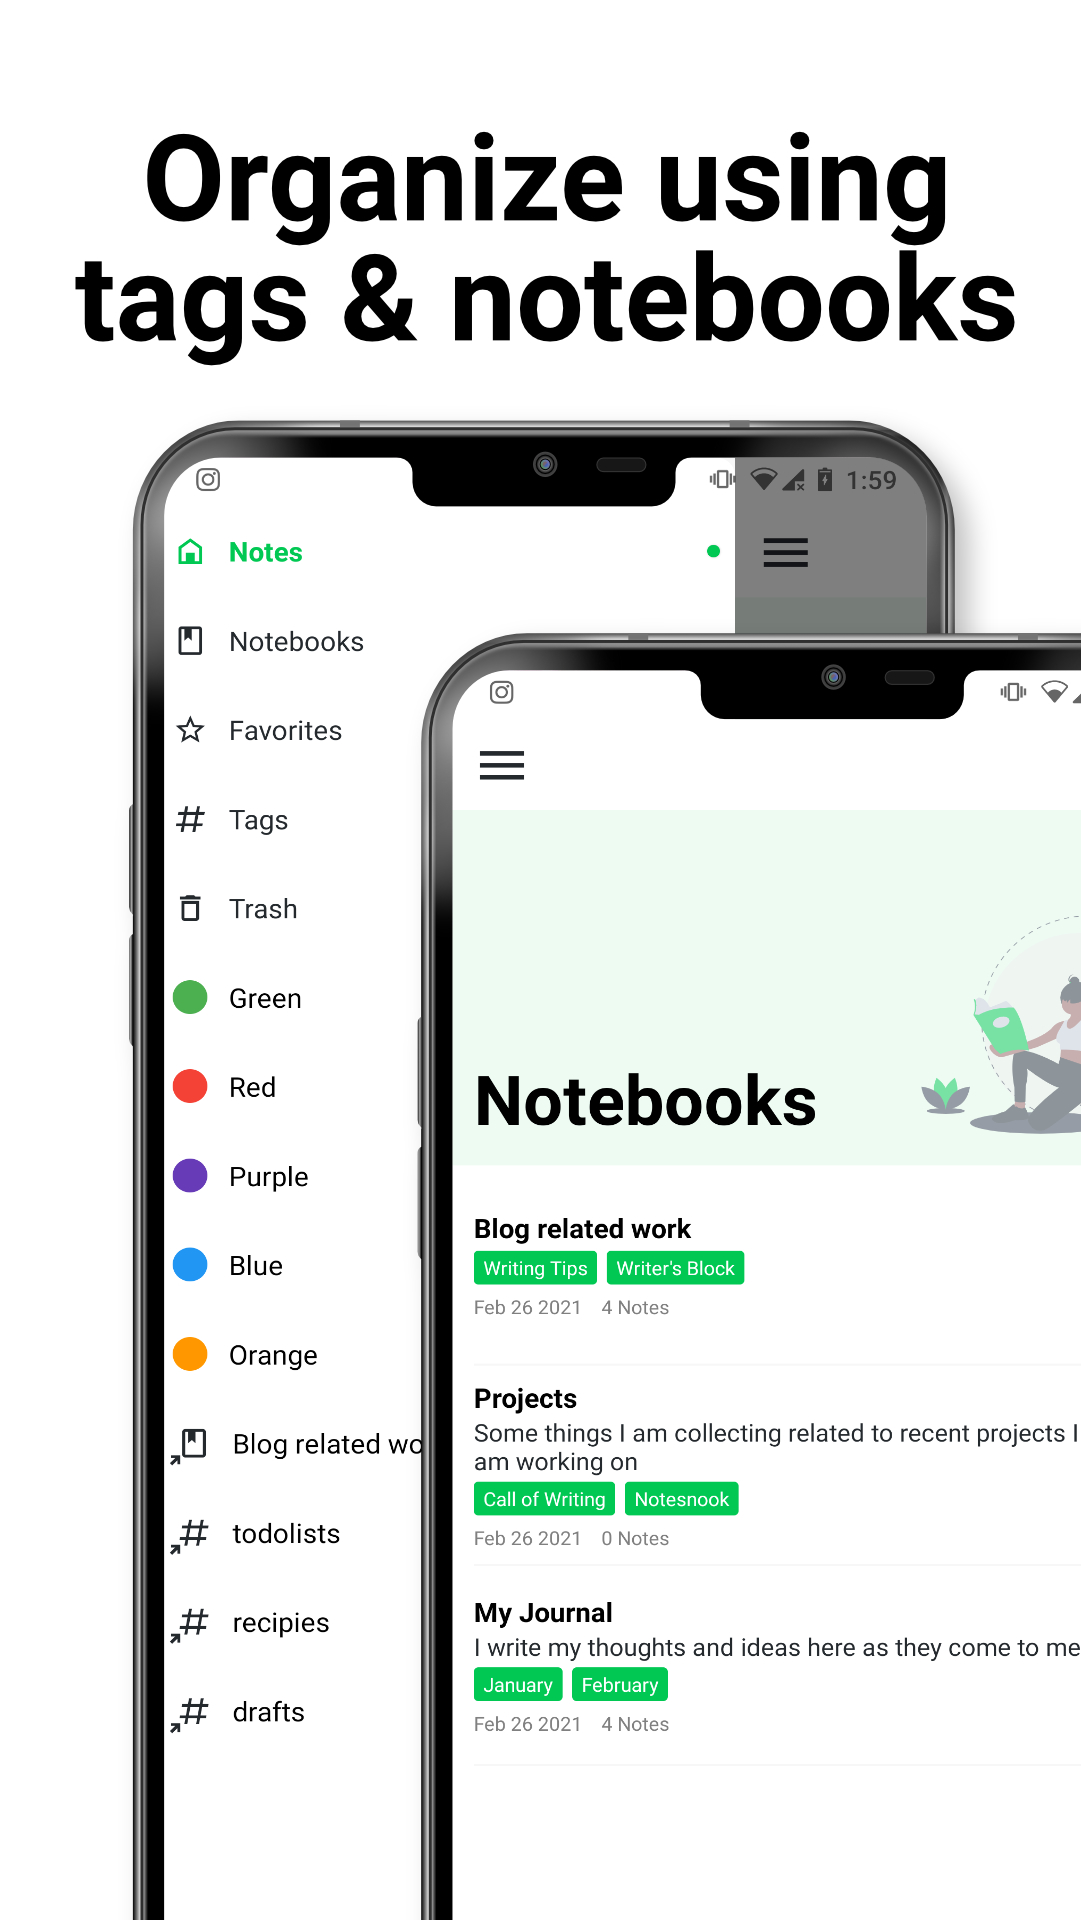 Organize using
tags & notebooks
1:59
Notes
Notebooks
Favorites
Tags
Trash
Green
Red
Purple
Blue
Orange
Blog related wo
todolists
recipies
drafts
Notebooks
Blog related work
Writing Tips Writer's Block
Feb 26 2021 4 Notes
Projects
Some things I am collecting related to recent projects I
am working on
Call of Writing Notesnook
Feb 26 2021 0 Notes
My Journal
I write my thoughts and ideas here as they come to me
January February
Feb 26 2021 4 Notes